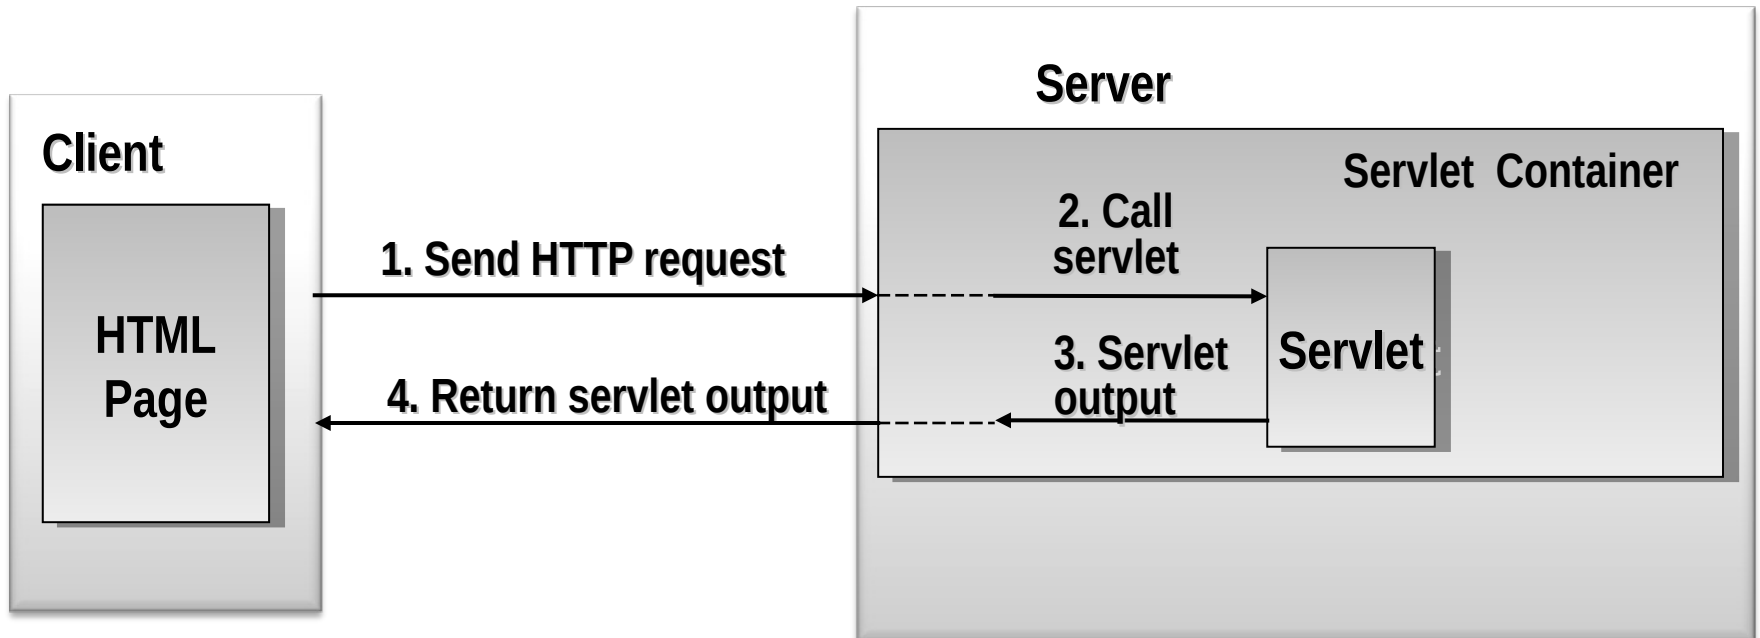 Server
Client
Servlet Container
2. Call
servlet
1. Send HTTP request
HTML
Page
Servlet
3. Servlet
output
4. Return servlet output